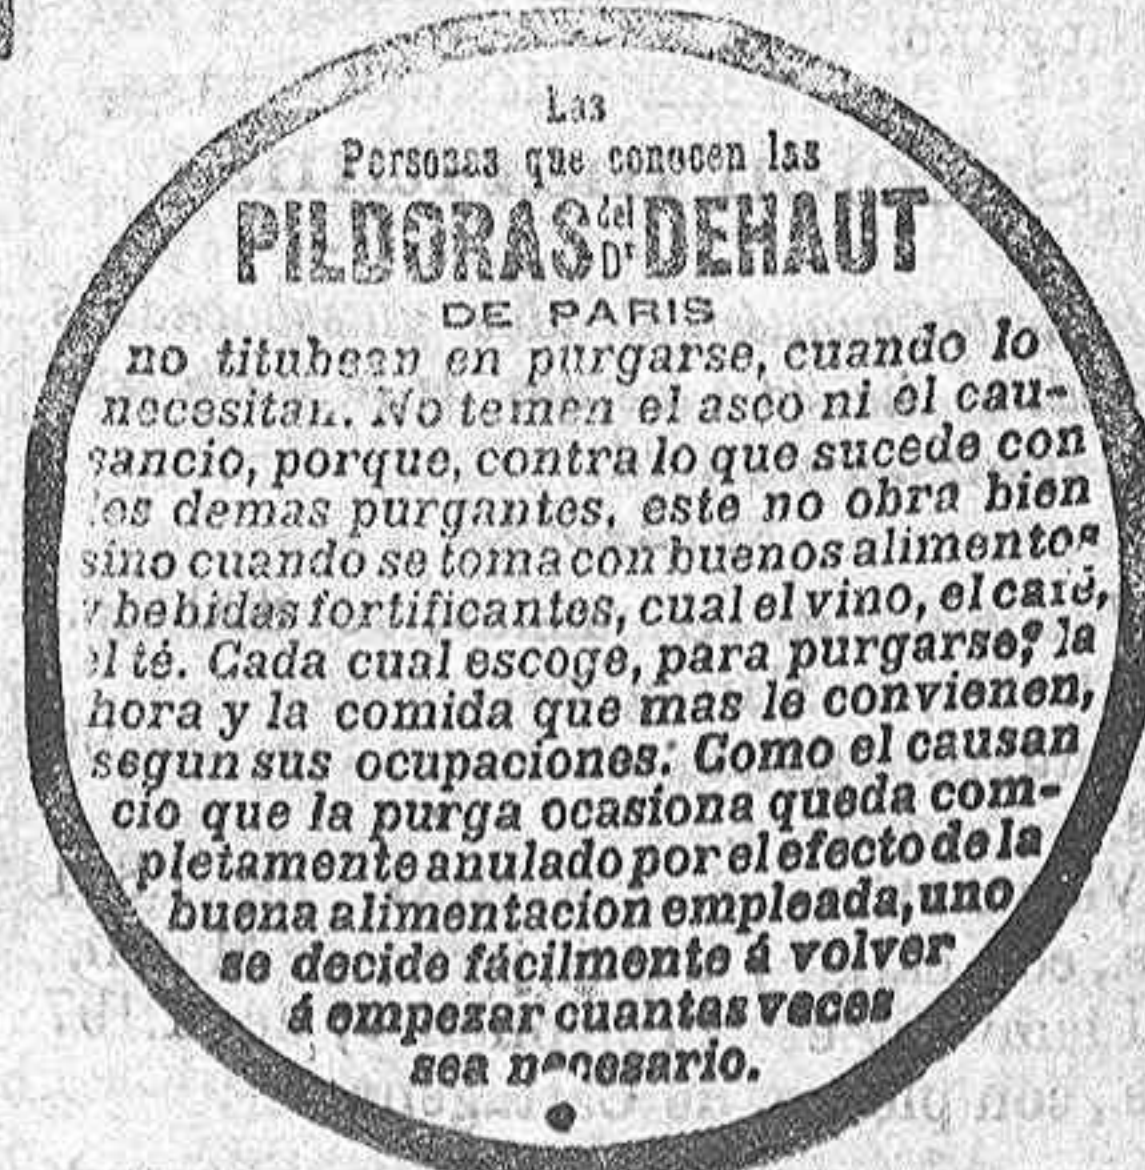 Las
Personas que conocen las
PILDORAS del Dr DEHAUT
DE PARIS
no titubean en purgarse, cuando lo
necesitan. No temen el asco ni el cau-
sancio, porque, contra lo que sucede con
los demas purgantes, este no obra bien
sino cuando se toma con buenos alimentos
y bebidas fortificantes, cual el vino, el café,
el té. Cada cual escoge, para purgarse, la
hora y la comida que mas le convienen,
segun sus ocupaciones. Como el causan
cio que la purga ocasiona queda com-
pletamente anulado por el efecto de la
buena alimentacion empleada, uno
se decide fácilmente á volver
á empezar cuantas veces
sea necesario.